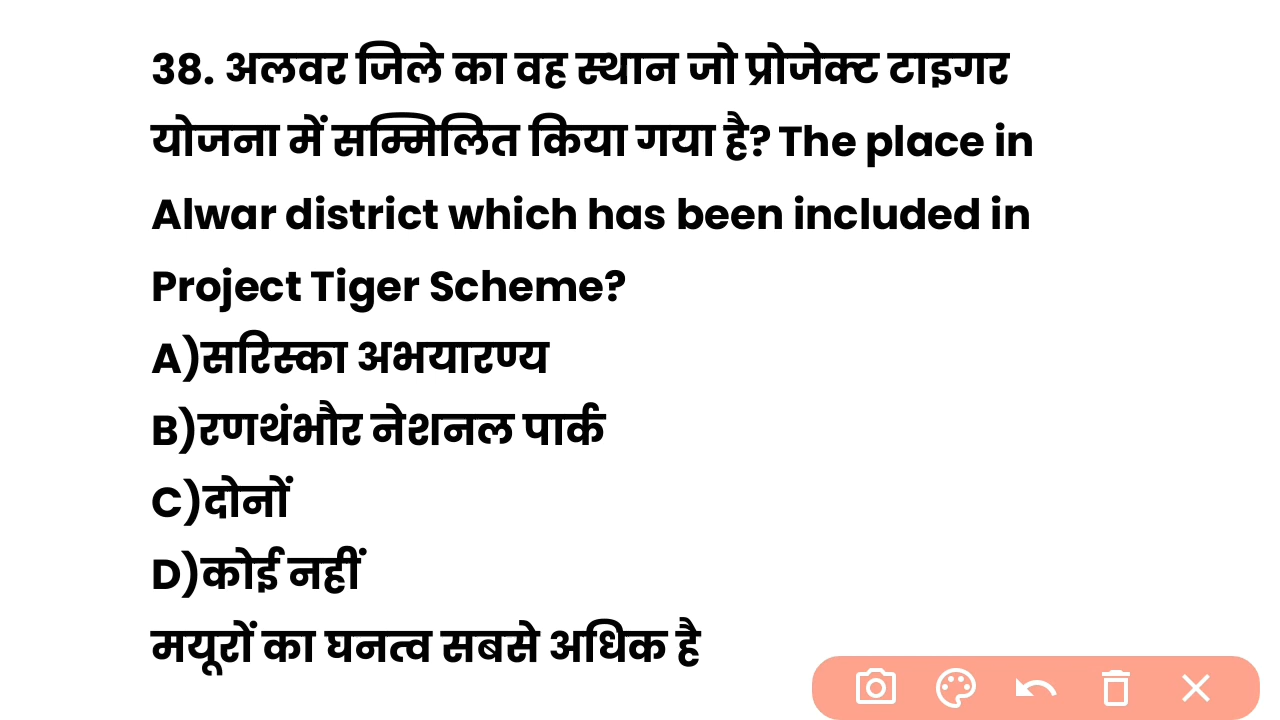 38. अलवर जिले का वह स्थान जो प्रोजेक्ट टाइगर
योजना में सम्मिलित किया गया है? The place in
Alwar district which has been included in
Project Tiger Scheme?
A)सरिस्का अभयारण्य
B)रणथंभौर नेशनल पार्क
C)दोनों
D)कोई नहीं
मयूरों का घनत्व सबसे अधिक है